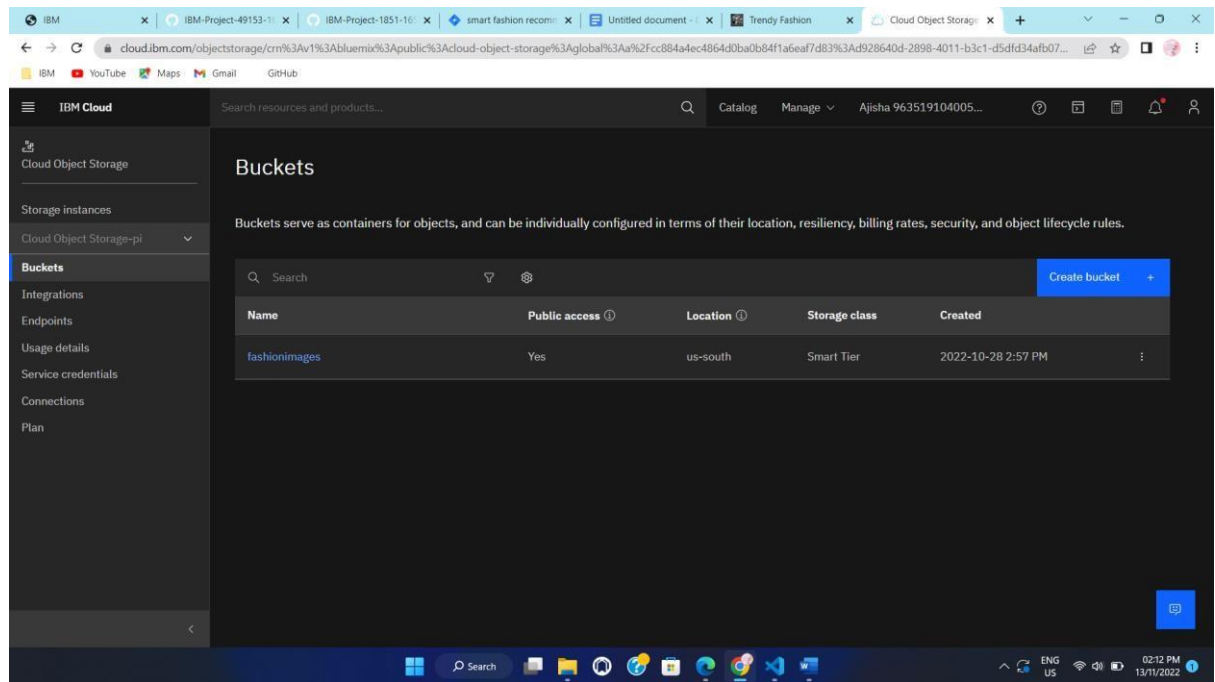 IBM IBM-Project-49153-1 IBM-Project-1851-16 smart fashion recomm Untitled document - Trendy Fashion Cloud Object Storage
cloud.ibm.com/objectstorage/crn%3Av1%3Abluemix%3Apublic%3Acloud-object-storage%3Aglobal%3Aa%2Fcc884a4ec4864d0ba0b84f1a6eaf7d83%3Ad928640d-2898-4011-b3c1-d5dfd34afb07...
IBM YouTube Maps Gmail GitHub
IBM Cloud Search resources and products... Catalog Manage Ajisha 963519104005...
Cloud Object Storage
Buckets
Storage instances
Buckets serve as containers for objects, and can be individually configured in terms of their location, resiliency, billing rates, security, and object lifecycle rules.
Cloud Object Storage-pi
Buckets
Search Create bucket +
Integrations
Endpoints
Name Public access Location Storage class Created
Usage details
fashionimages Yes us-south Smart Tier 2022-10-28 2:57 PM
Service credentials
Connections
Plan
Search
ENG
US
02:12 PM
13/11/2022
1